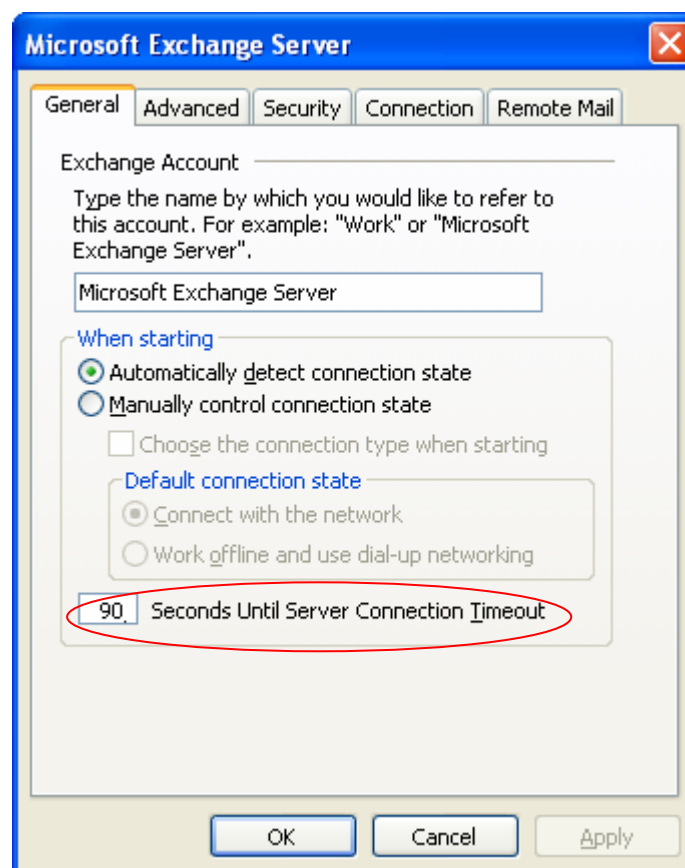 Microsoft Exchange Server
General Advanced Security Connection Remote Mail
Exchange Account
Type the name by which you would like to refer to
this account. For example: "Work" or "Microsoft
Exchange Server".
Microsoft Exchange Server
When starting
Automatically detect connection state
Manually control connection state
Choose the connection type when starting
Default connection state
Connect with the network
Work offline and use dial-up networking
90 Seconds Until Server Connection Timeout
OK Cancel Apply